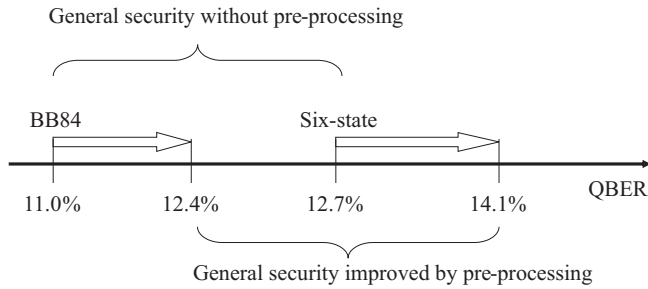 General security without pre-processing
BB84
Six-state
QBER
11.0%
12.4%
12.7%
14.1%
General security improved by pre-processing